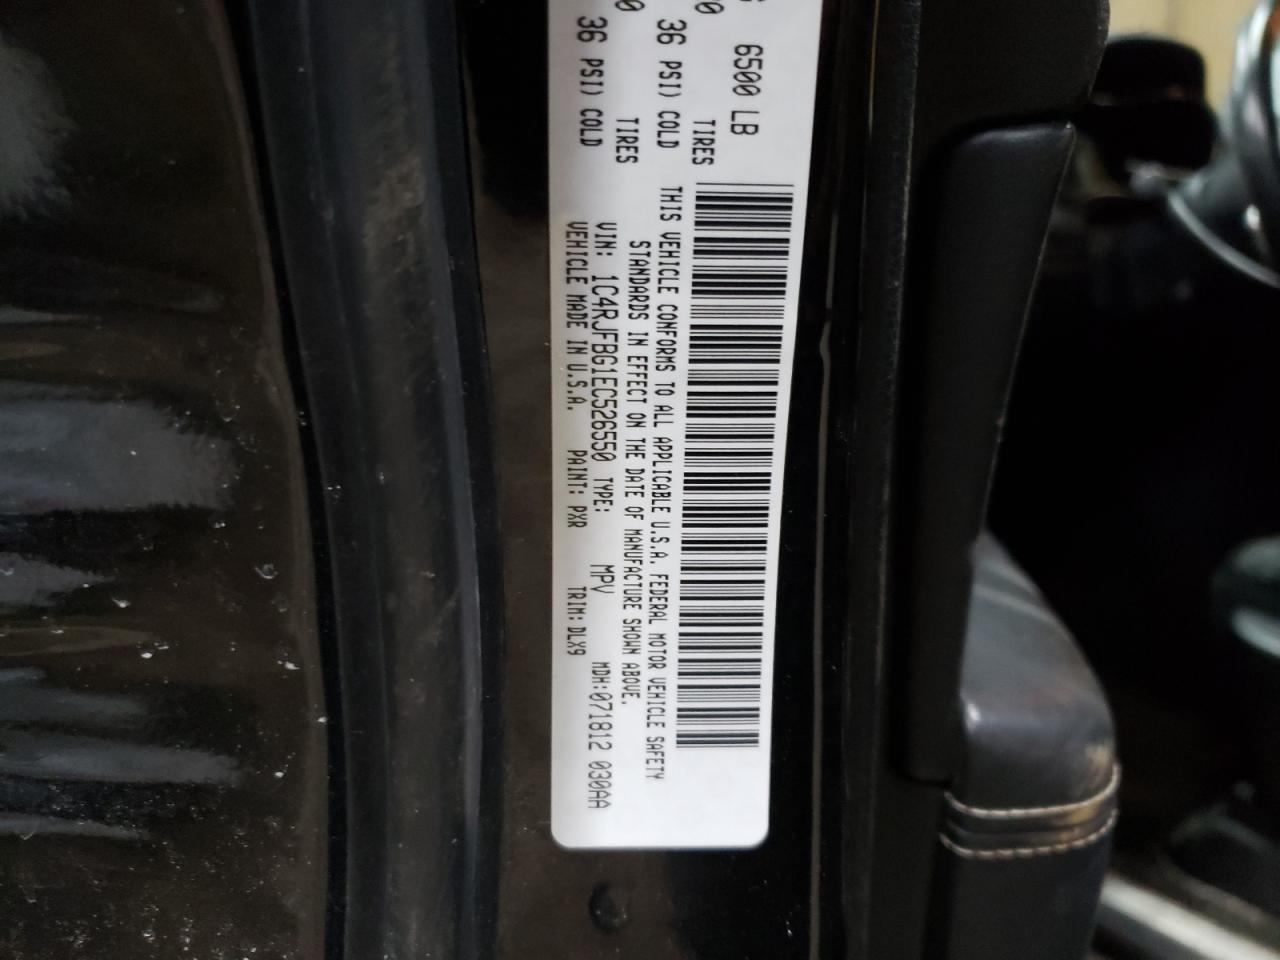 6500 LB
TIRES
36 PSI) COLD
TIRES
36 PSI) COLD
THIS VEHICLE CONFORMS TO ALL APPLICABLE U.S.A. FEDERAL MOTOR VEHICLE SAFETY
STANDARDS IN EFFECT ON THE DATE OF MANUFACTURE SHOWN ABOVE.
VIN: 1C4RJFBG1EC526550 TYPE: MPV MDH:071812 030AA
VEHICLE MADE IN U.S.A. PAINT: PXR TRIM: DLX9